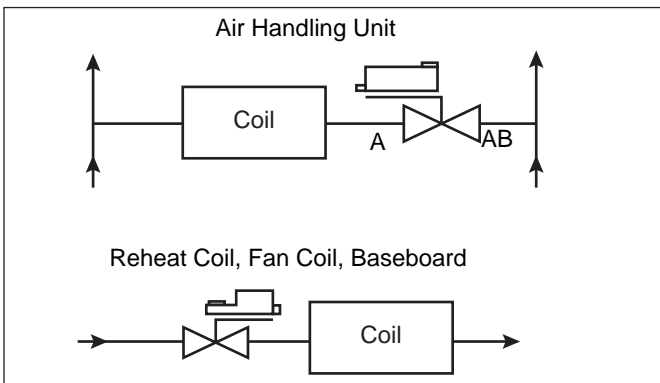 Air Handling Unit
Coil
A
AB
Reheat Coil, Fan Coil, Baseboard
Coil